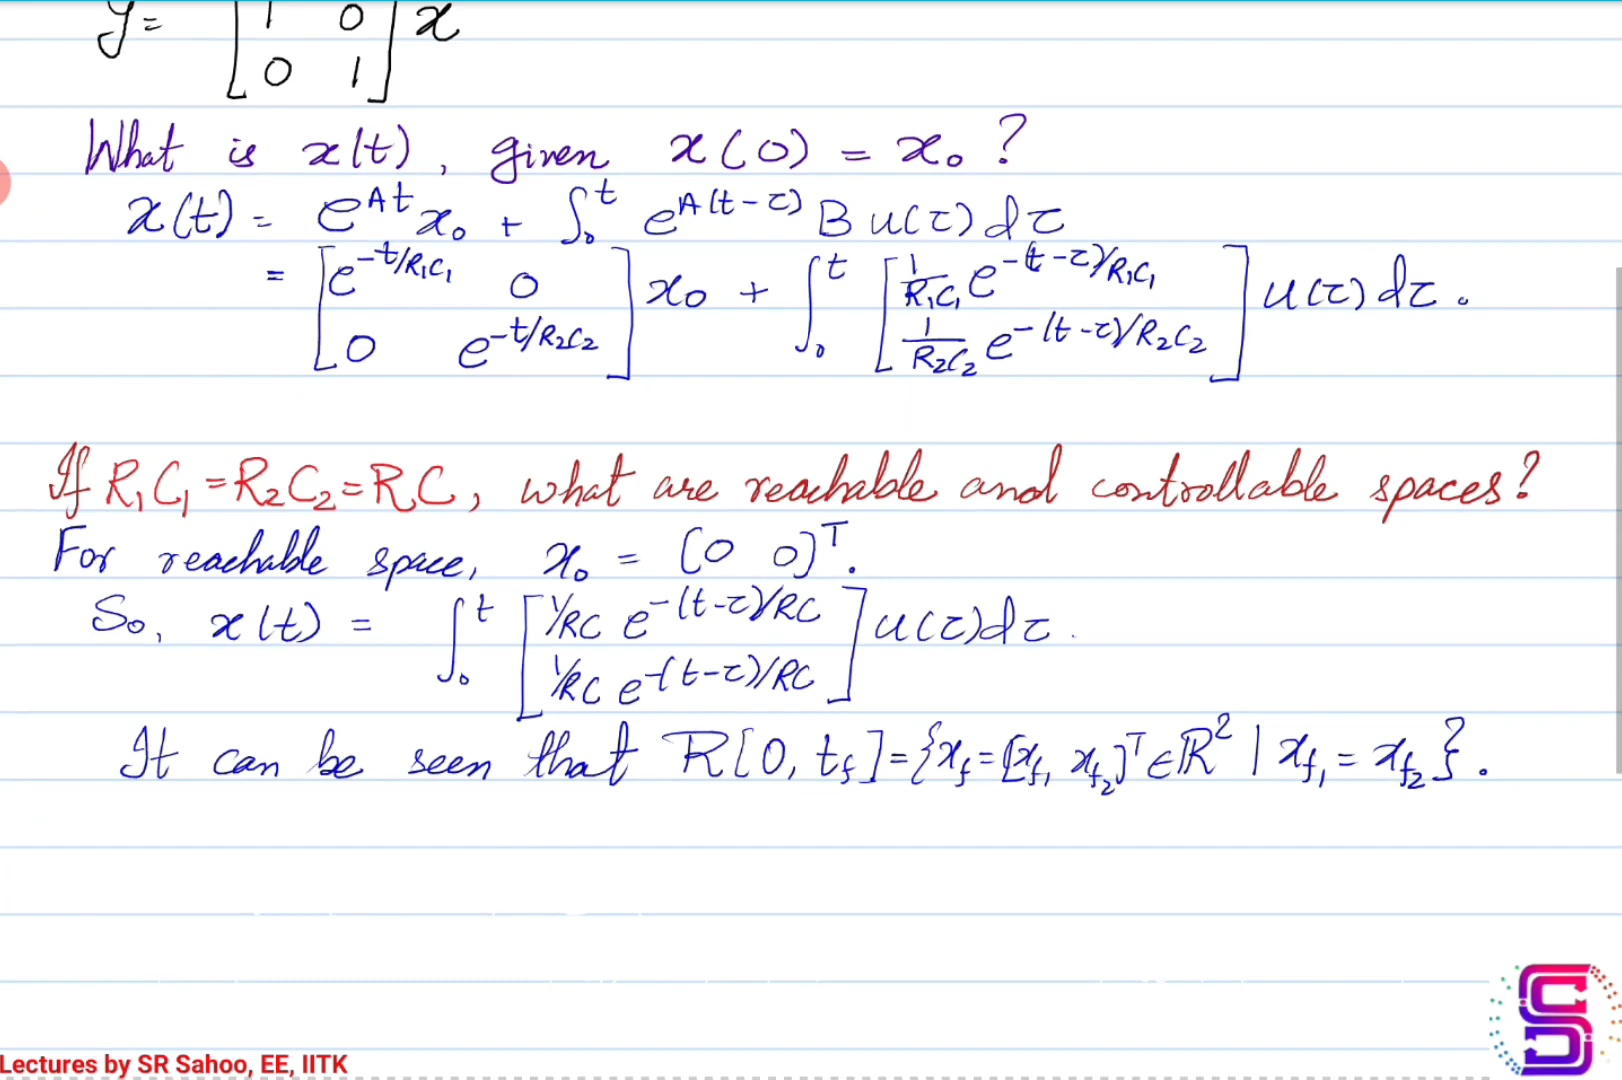 y = [1 0
0 1] x
What is x(t), given x(0) = x₀ ?
x(t) = e^{At} x₀ + ∫₀^t e^{A(t-τ)} B u(τ) dτ
= [e^{-t/R₁C₁} 0
0 e^{-t/R₂C₂}] x₀ + ∫₀^t [1/R₁C₁ e^{-(t-τ)/R₁C₁}
1/R₂C₂ e^{-(t-τ)/R₂C₂}] u(τ) dτ.
If R₁C₁ = R₂C₂ = RC, what are reachable and controllable spaces?
For reachable space, x₀ = [0 0]ᵀ.
So, x(t) = ∫₀^t [1/RC e^{-(t-τ)/RC}
1/RC e^{-(t-τ)/RC}] u(τ) dτ.
It can be seen that R[0, t_f] = {x_f = [x_{f₁} x_{f₂}]ᵀ ∈ ℝ² | x_{f₁} = x_{f₂}}.
Lectures by SR Sahoo, EE, IITK